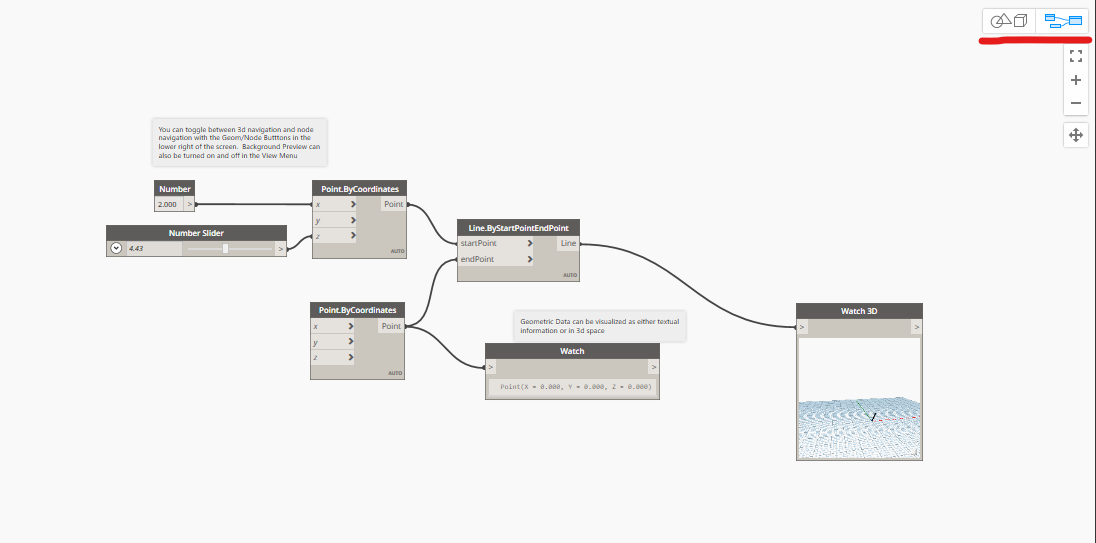 You can toggle between 3d navigation and node
navigation with the Geom/Node Butttons in the
lower right of the screen.  Background Preview can
also be turned on and off in the View Menu
Number
2.000 >
Number Slider
4.43 >
Point.ByCoordinates
x > Point
y >
z >
AUTO
Line.ByStartPointEndPoint
startPoint > Line
endPoint >
AUTO
Point.ByCoordinates
x > Point
y >
z >
AUTO
Geometric Data can be visualized as either textual
information or in 3d space
Watch
> >
Point(X = 0.000, Y = 0.000, Z = 0.000)
Watch 3D
> >